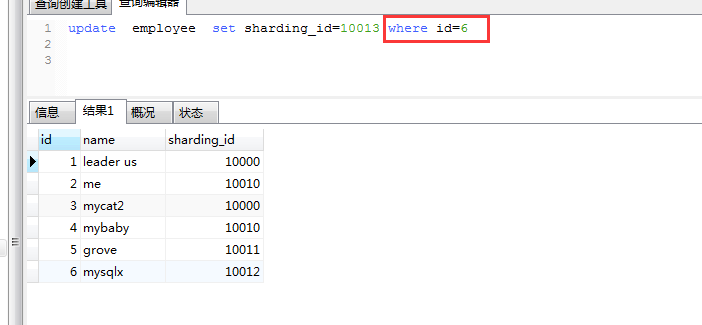 查询创建工具 查询编辑器
1 update employee set sharding_id=10013 where id=6
2
3
信息 结果1 概况 状态
id name sharding_id
1 leader us 10000
2 me 10010
3 mycat2 10000
4 mybaby 10010
5 grove 10011
6 mysqlx 10012